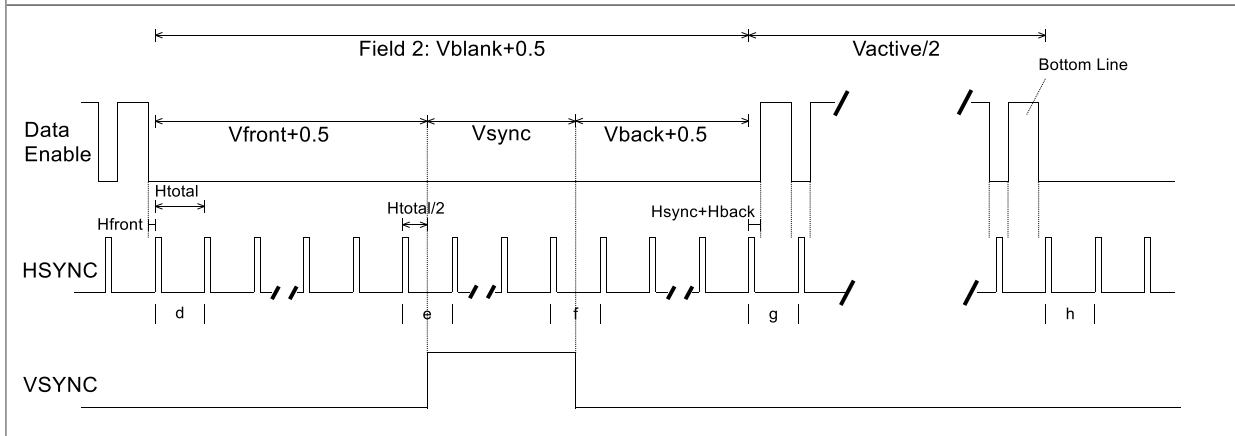 Field 2: Vblank+0.5
Vactive/2
Bottom Line
Data
Enable
Vfront+0.5
Vsync
Vback+0.5
Htotal
Hfront
Htotal/2
Hsync+Hback
HSYNC
d
e
f
g
h
VSYNC